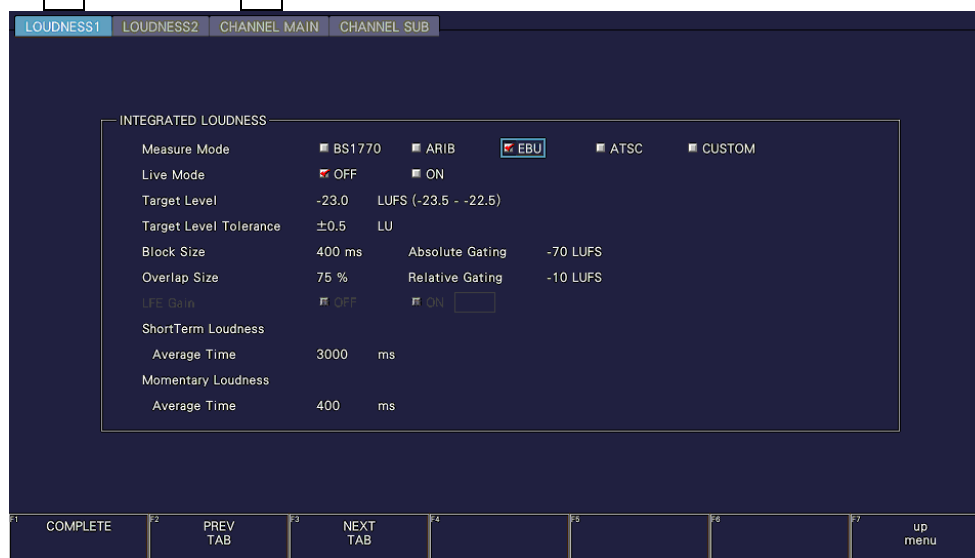 LOUDNESS1 LOUDNESS2 CHANNEL MAIN CHANNEL SUB
INTEGRATED LOUDNESS
Measure Mode BS1770 ARIB EBU ATSC CUSTOM
Live Mode OFF ON
Target Level -23.0 LUFS (-23.5 - -22.5)
Target Level Tolerance ±0.5 LU
Block Size 400 ms Absolute Gating -70 LUFS
Overlap Size 75 % Relative Gating -10 LUFS
LFE Gain OFF ON
ShortTerm Loudness
Average Time 3000 ms
Momentary Loudness
Average Time 400 ms
F1 COMPLETE F2 PREV TAB F3 NEXT TAB F4 F5 F6 F7 up menu